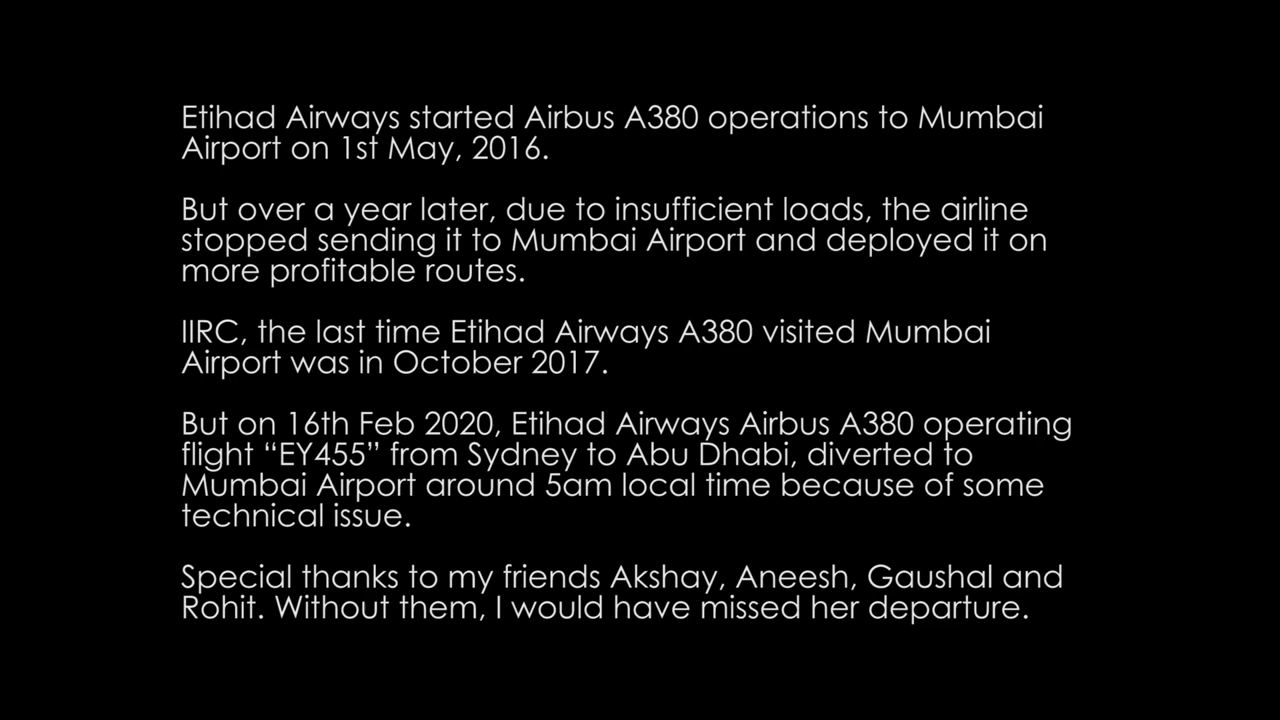 Etihad Airways started Airbus A380 operations to Mumbai
Airport on 1st May, 2016.
But over a year later, due to insufficient loads, the airline
stopped sending it to Mumbai Airport and deployed it on
more profitable routes.
IIRC, the last time Etihad Airways A380 visited Mumbai
Airport was in October 2017.
But on 16th Feb 2020, Etihad Airways Airbus A380 operating
flight “EY455” from Sydney to Abu Dhabi, diverted to
Mumbai Airport around 5am local time because of some
technical issue.
Special thanks to my friends Akshay, Aneesh, Gaushal and
Rohit. Without them, I would have missed her departure.